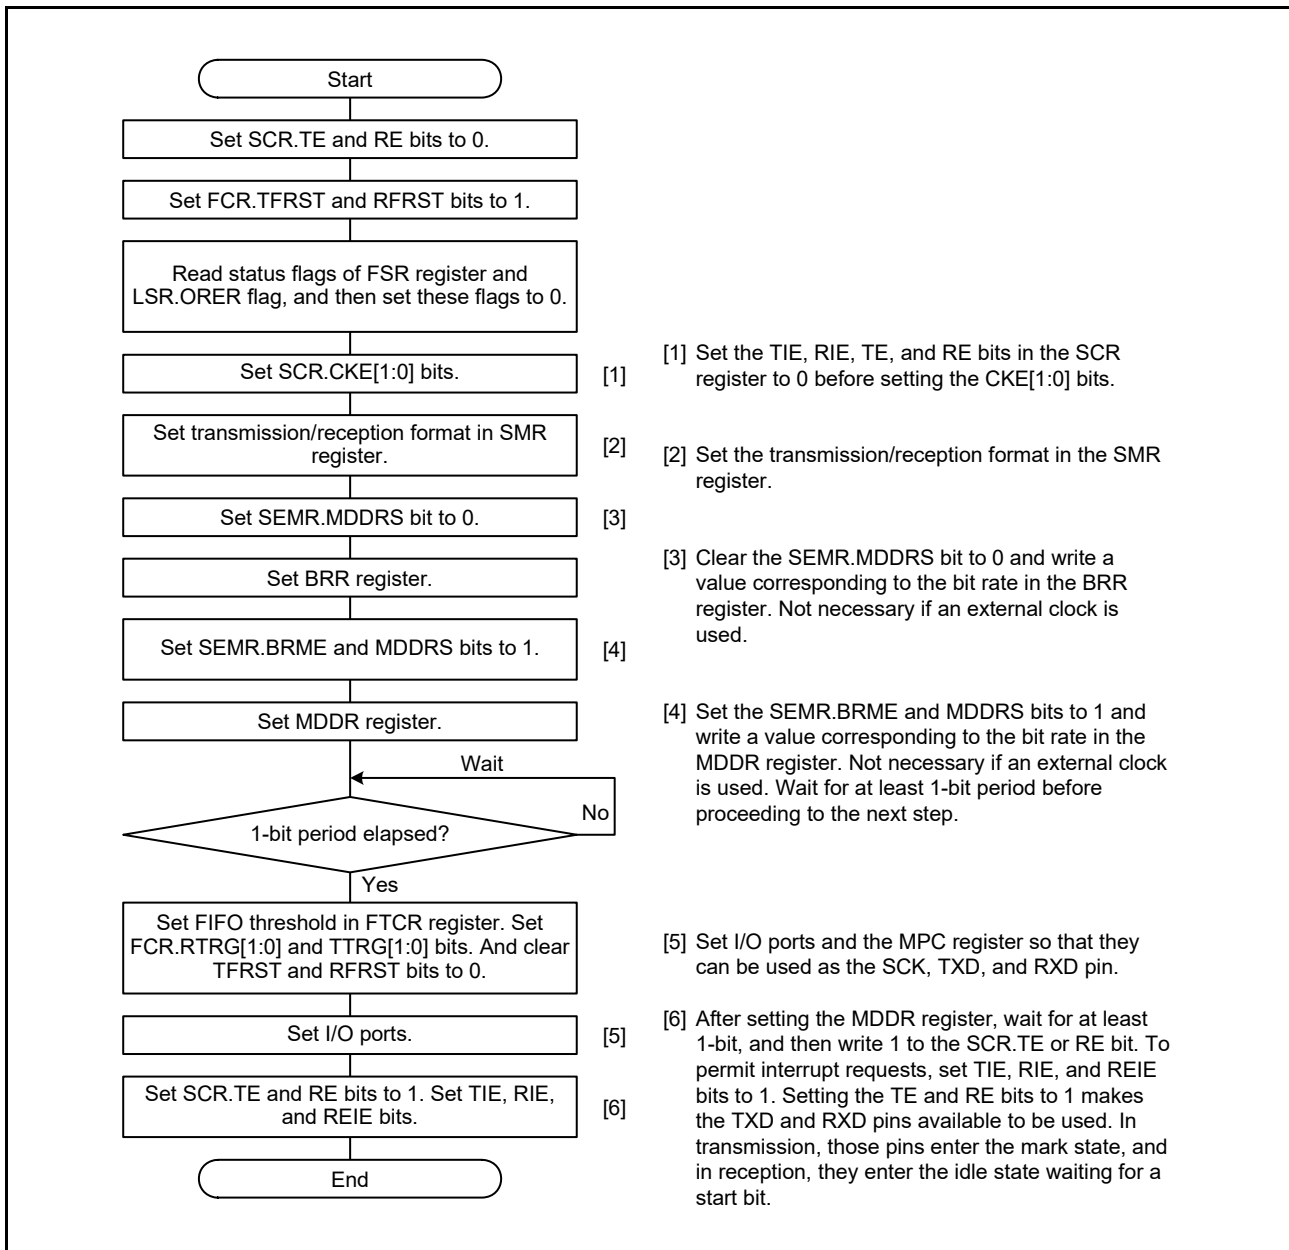 Start
Set SCR.TE and RE bits to 0.
Set FCR.TFRST and RFRST bits to 1.
Read status flags of FSR register and
LSR.ORER flag, and then set these flags to 0.
Set SCR.CKE[1:0] bits.
[1]
Set transmission/reception format in SMR
register.
[2]
Set SEMR.MDDRS bit to 0.
[3]
Set BRR register.
Set SEMR.BRME and MDDRS bits to 1.
[4]
Set MDDR register.
Wait
No
1-bit period elapsed?
Yes
Set FIFO threshold in FTCR register. Set
FCR.RTRG[1:0] and TTRG[1:0] bits. And clear
TFRST and RFRST bits to 0.
Set I/O ports.
[5]
Set SCR.TE and RE bits to 1. Set TIE, RIE,
and REIE bits.
[6]
End
[1] Set the TIE, RIE, TE, and RE bits in the SCR
register to 0 before setting the CKE[1:0] bits.
[2] Set the transmission/reception format in the SMR
register.
[3] Clear the SEMR.MDDRS bit to 0 and write a
value corresponding to the bit rate in the BRR
register. Not necessary if an external clock is
used.
[4] Set the SEMR.BRME and MDDRS bits to 1 and
write a value corresponding to the bit rate in the
MDDR register. Not necessary if an external clock
is used. Wait for at least 1-bit period before
proceeding to the next step.
[5] Set I/O ports and the MPC register so that they
can be used as the SCK, TXD, and RXD pin.
[6] After setting the MDDR register, wait for at least
1-bit, and then write 1 to the SCR.TE or RE bit. To
permit interrupt requests, set TIE, RIE, and REIE
bits to 1. Setting the TE and RE bits to 1 makes
the TXD and RXD pins available to be used. In
transmission, those pins enter the mark state, and
in reception, they enter the idle state waiting for a
start bit.